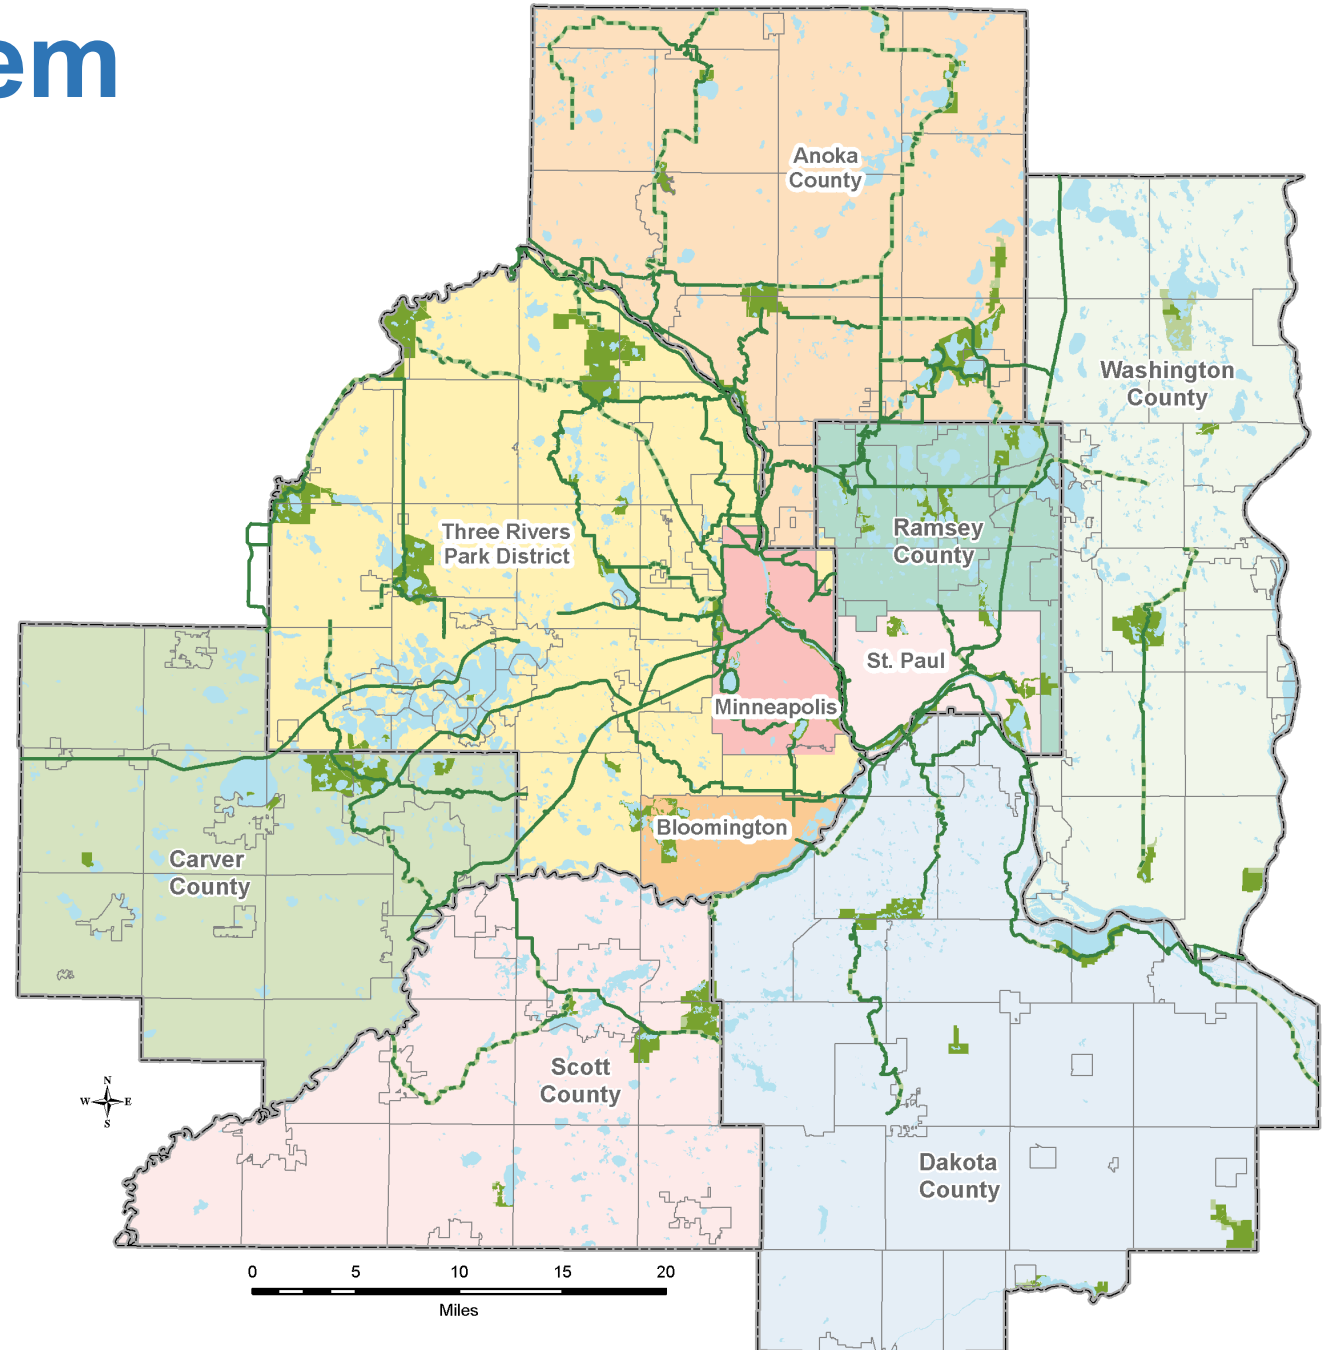 em
Anoka
County
Washington
County
Three Rivers
Park District
Ramsey
County
St. Paul
Minneapolis
Bloomington
Carver
County
Scott
County
Dakota
County
N
W E
S
0 5 10 15 20
Miles